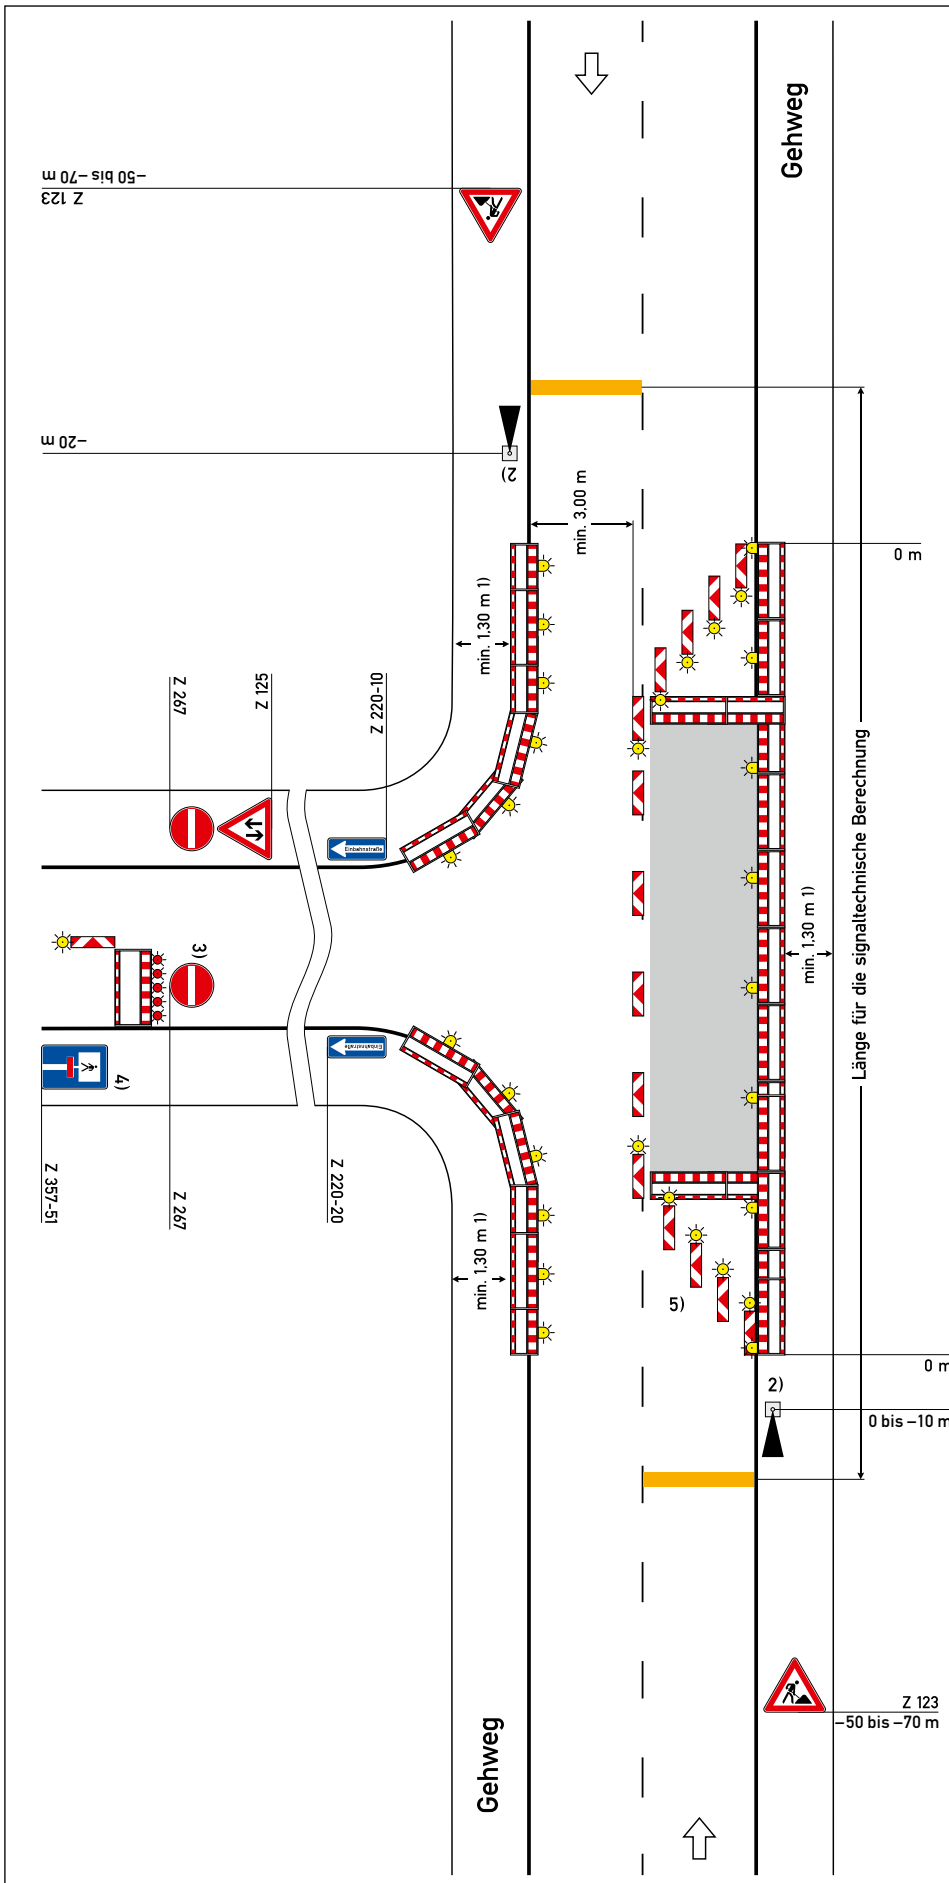 Gehweg
–50 bis –70 m
Z 123
–20 m
2)
min. 3,00 m
0 m
min. 1,30 m 1)
Z 267
Z 125
Z 220-10
Einbahnstraße
Länge für die signaltechnische Berechnung
min. 1,30 m 1)
3)
4)
Einbahnstraße
Z 357-51
Z 267
Z 220-20
min. 1,30 m 1)
5)
0 m
2)
0 bis –10 m
Z 123
–50 bis –70 m
Gehweg